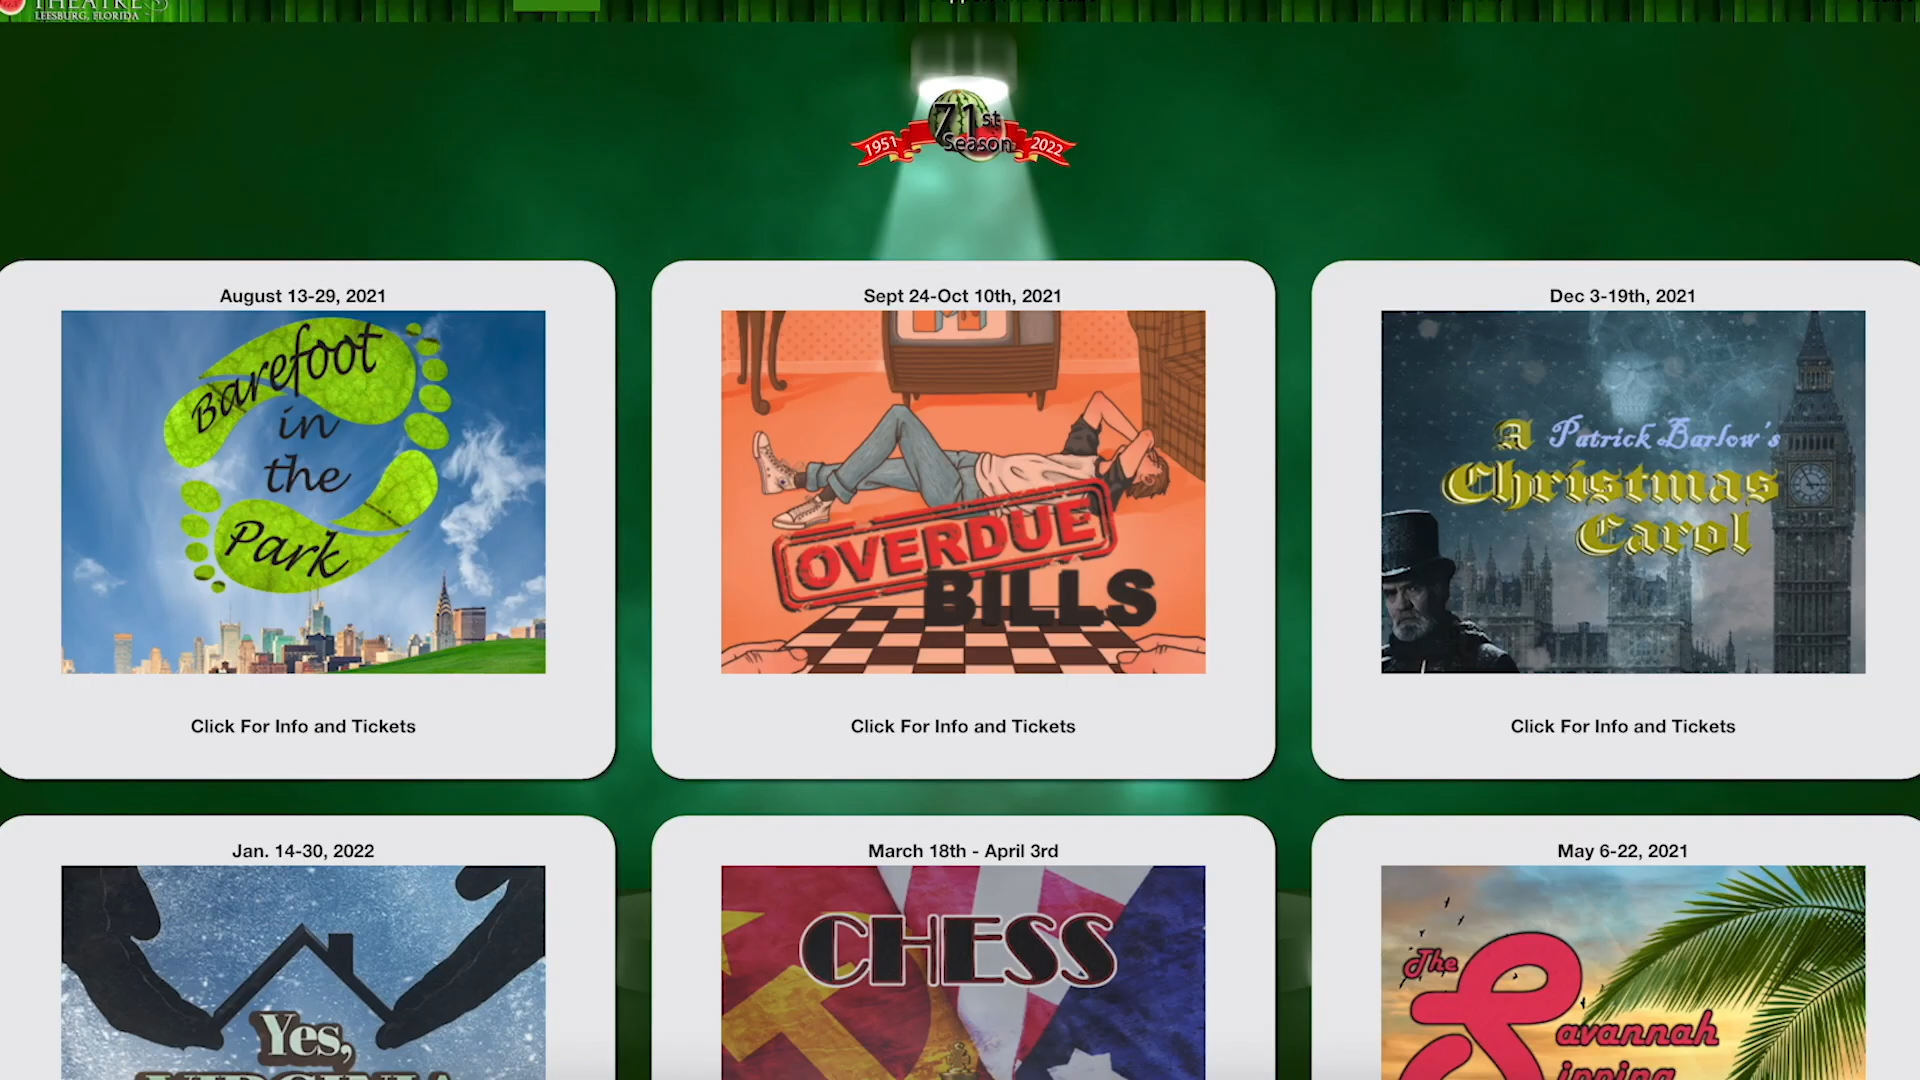 THEATRE
LEESBURG, FLORIDA
71st
Season
1951
2022
August 13-29, 2021
Barefoot
in
the
Park
Click For Info and Tickets
Sept 24-Oct 10th, 2021
OVERDUE
BILLS
Click For Info and Tickets
Dec 3-19th, 2021
A Patrick Barlow's
Christmas
Carol
Click For Info and Tickets
Jan. 14-30, 2022
Yes,
March 18th - April 3rd
CHESS
May 6-22, 2021
The
Savannah
Sipping